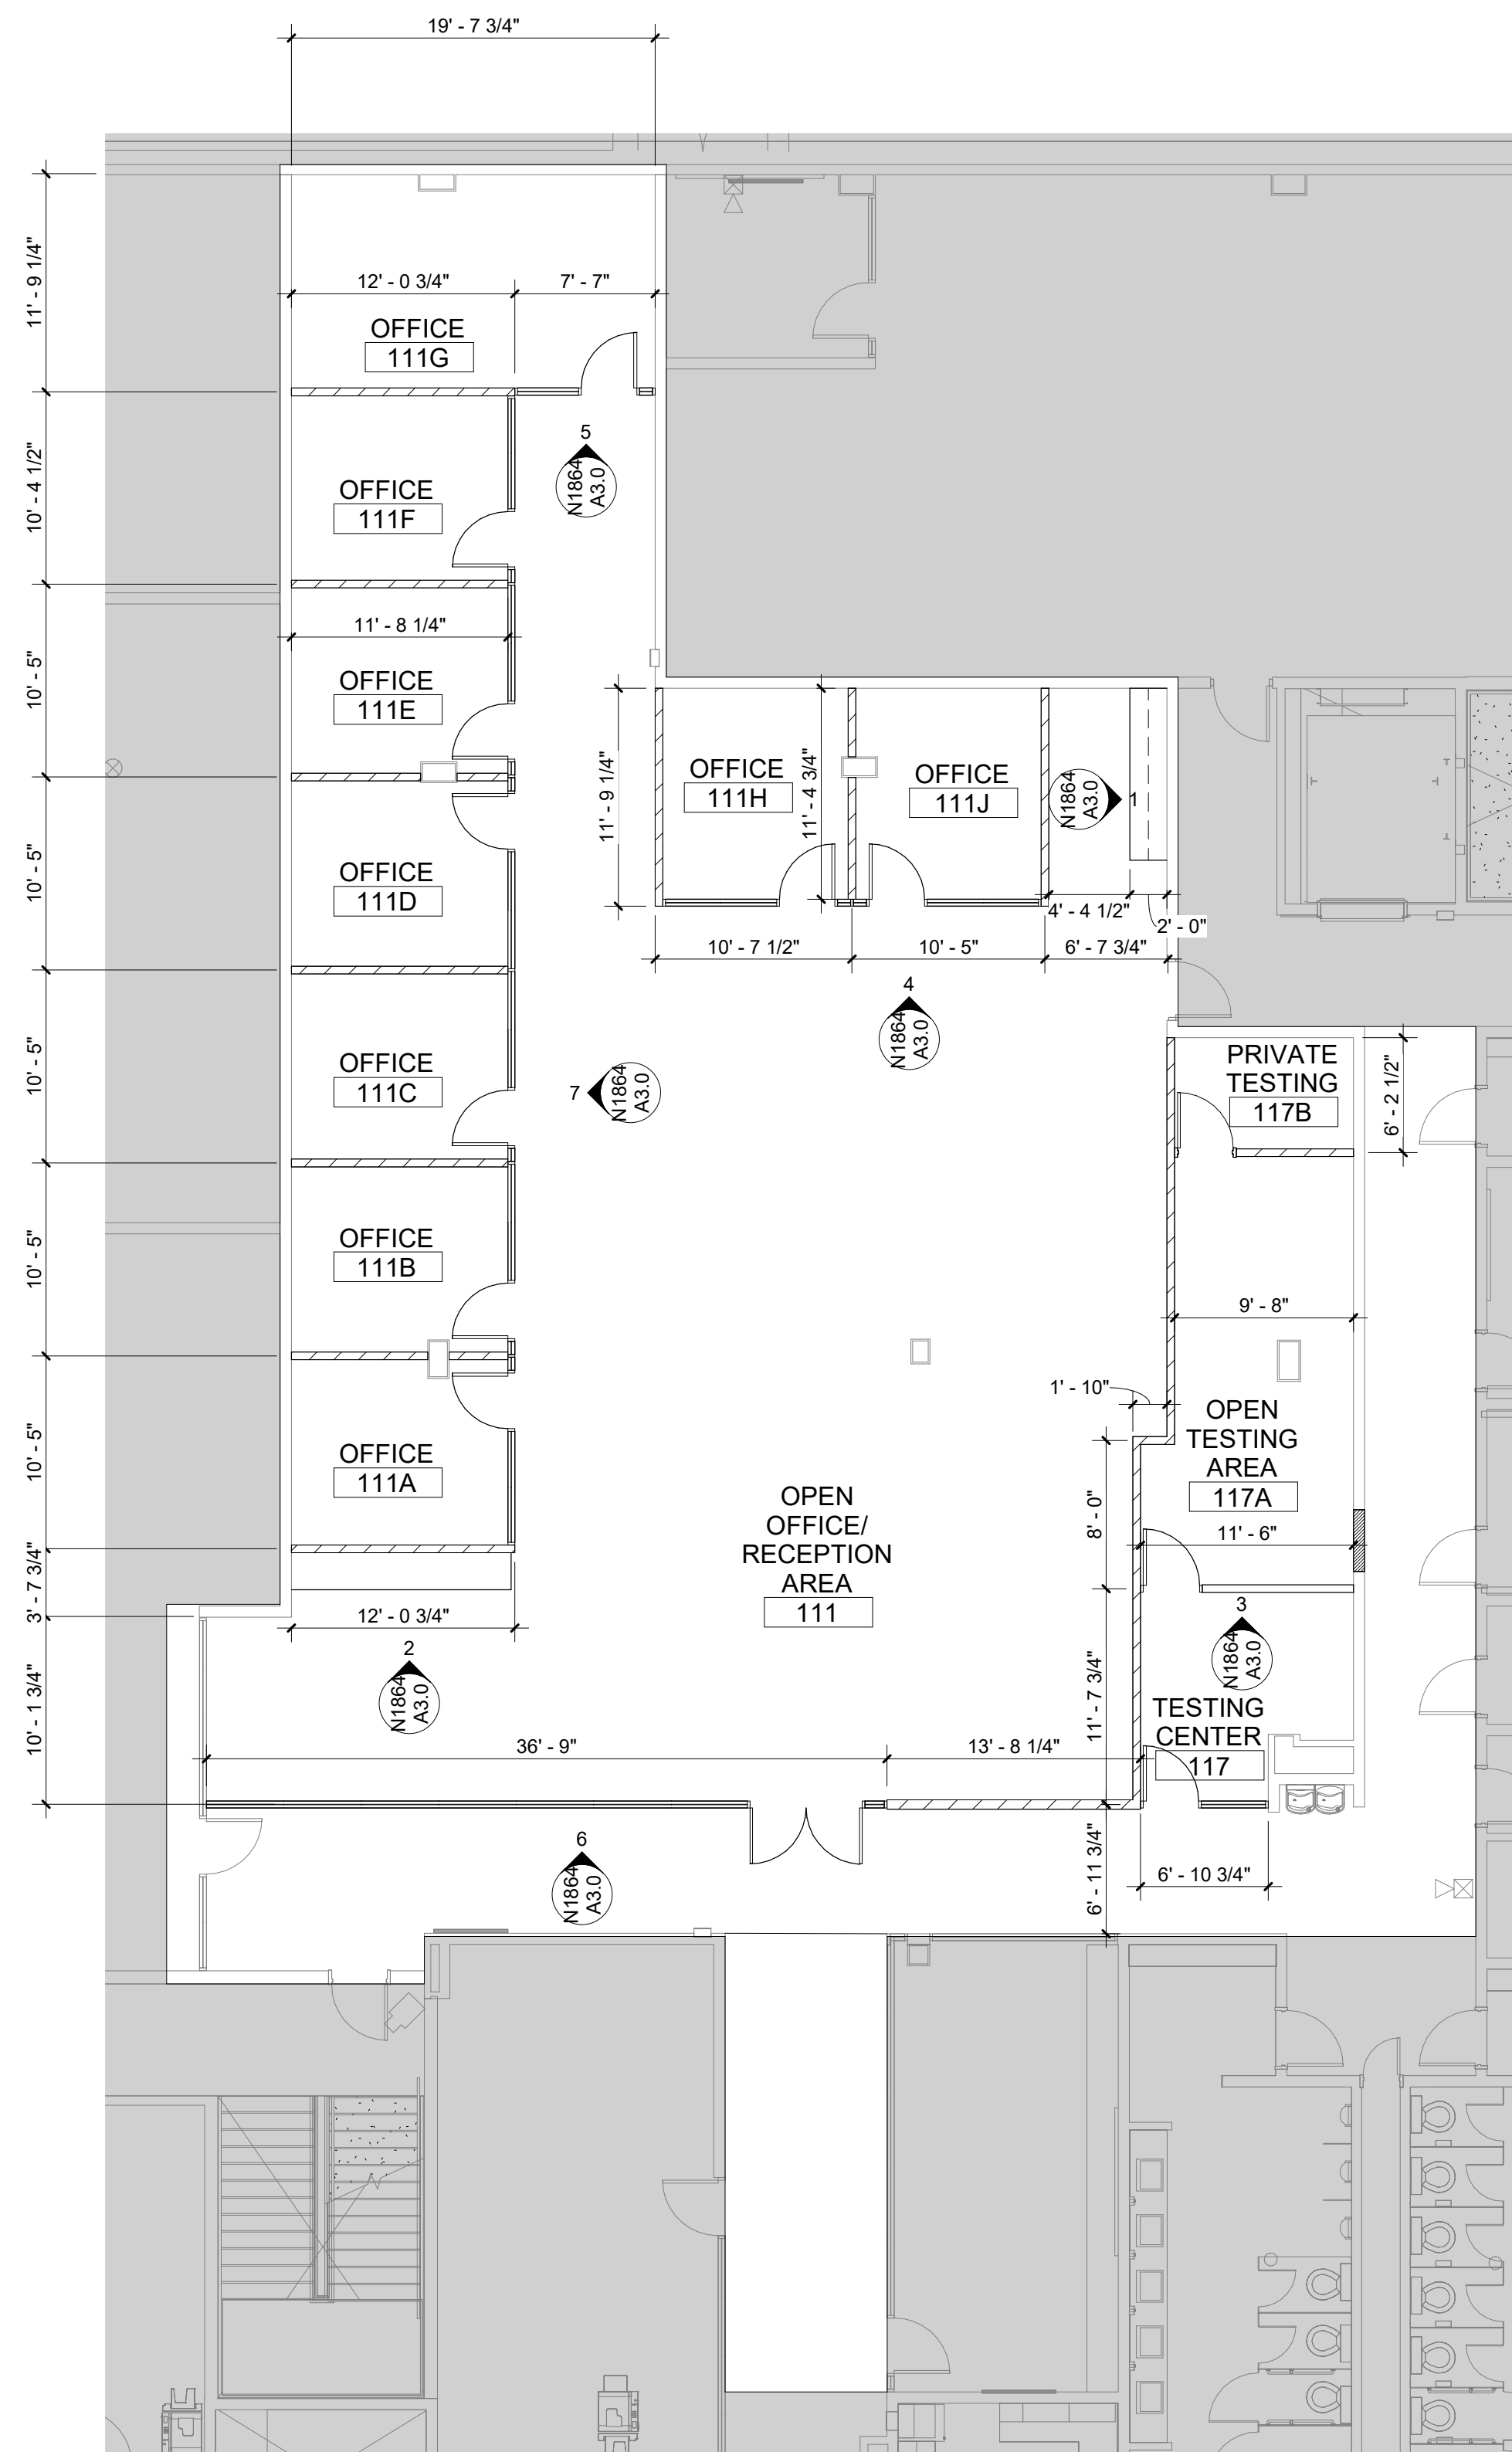 19' - 7 3/4"
11' - 9 1/4"
12' - 0 3/4"
7' - 7"
OFFICE
111G
10' - 4 1/2"
5
N1864
A3.0
OFFICE
111F
10' - 5"
11' - 8 1/4"
OFFICE
111E
11' - 9 1/4"
OFFICE
111H
11' - 4 3/4"
OFFICE
111J
N1864
A3.0
1
10' - 5"
OFFICE
111D
4' - 4 1/2"
2' - 0"
10' - 7 1/2"
10' - 5"
6' - 7 3/4"
4
N1864
A3.0
10' - 5"
OFFICE
111C
7
N1864
A3.0
PRIVATE
TESTING
117B
6' - 2 1/2"
10' - 5"
OFFICE
111B
9' - 8"
1' - 10"
10' - 5"
OFFICE
111A
OPEN
TESTING
AREA
117A
8' - 0"
11' - 6"
OPEN
OFFICE/
RECEPTION
AREA
111
3' - 7 3/4"
12' - 0 3/4"
2
N1864
A3.0
3
N1864
A3.0
10' - 1 3/4"
11' - 7 3/4"
TESTING
CENTER
117
36' - 9"
13' - 8 1/4"
6
N1864
A3.0
6' - 11 3/4"
6' - 10 3/4"